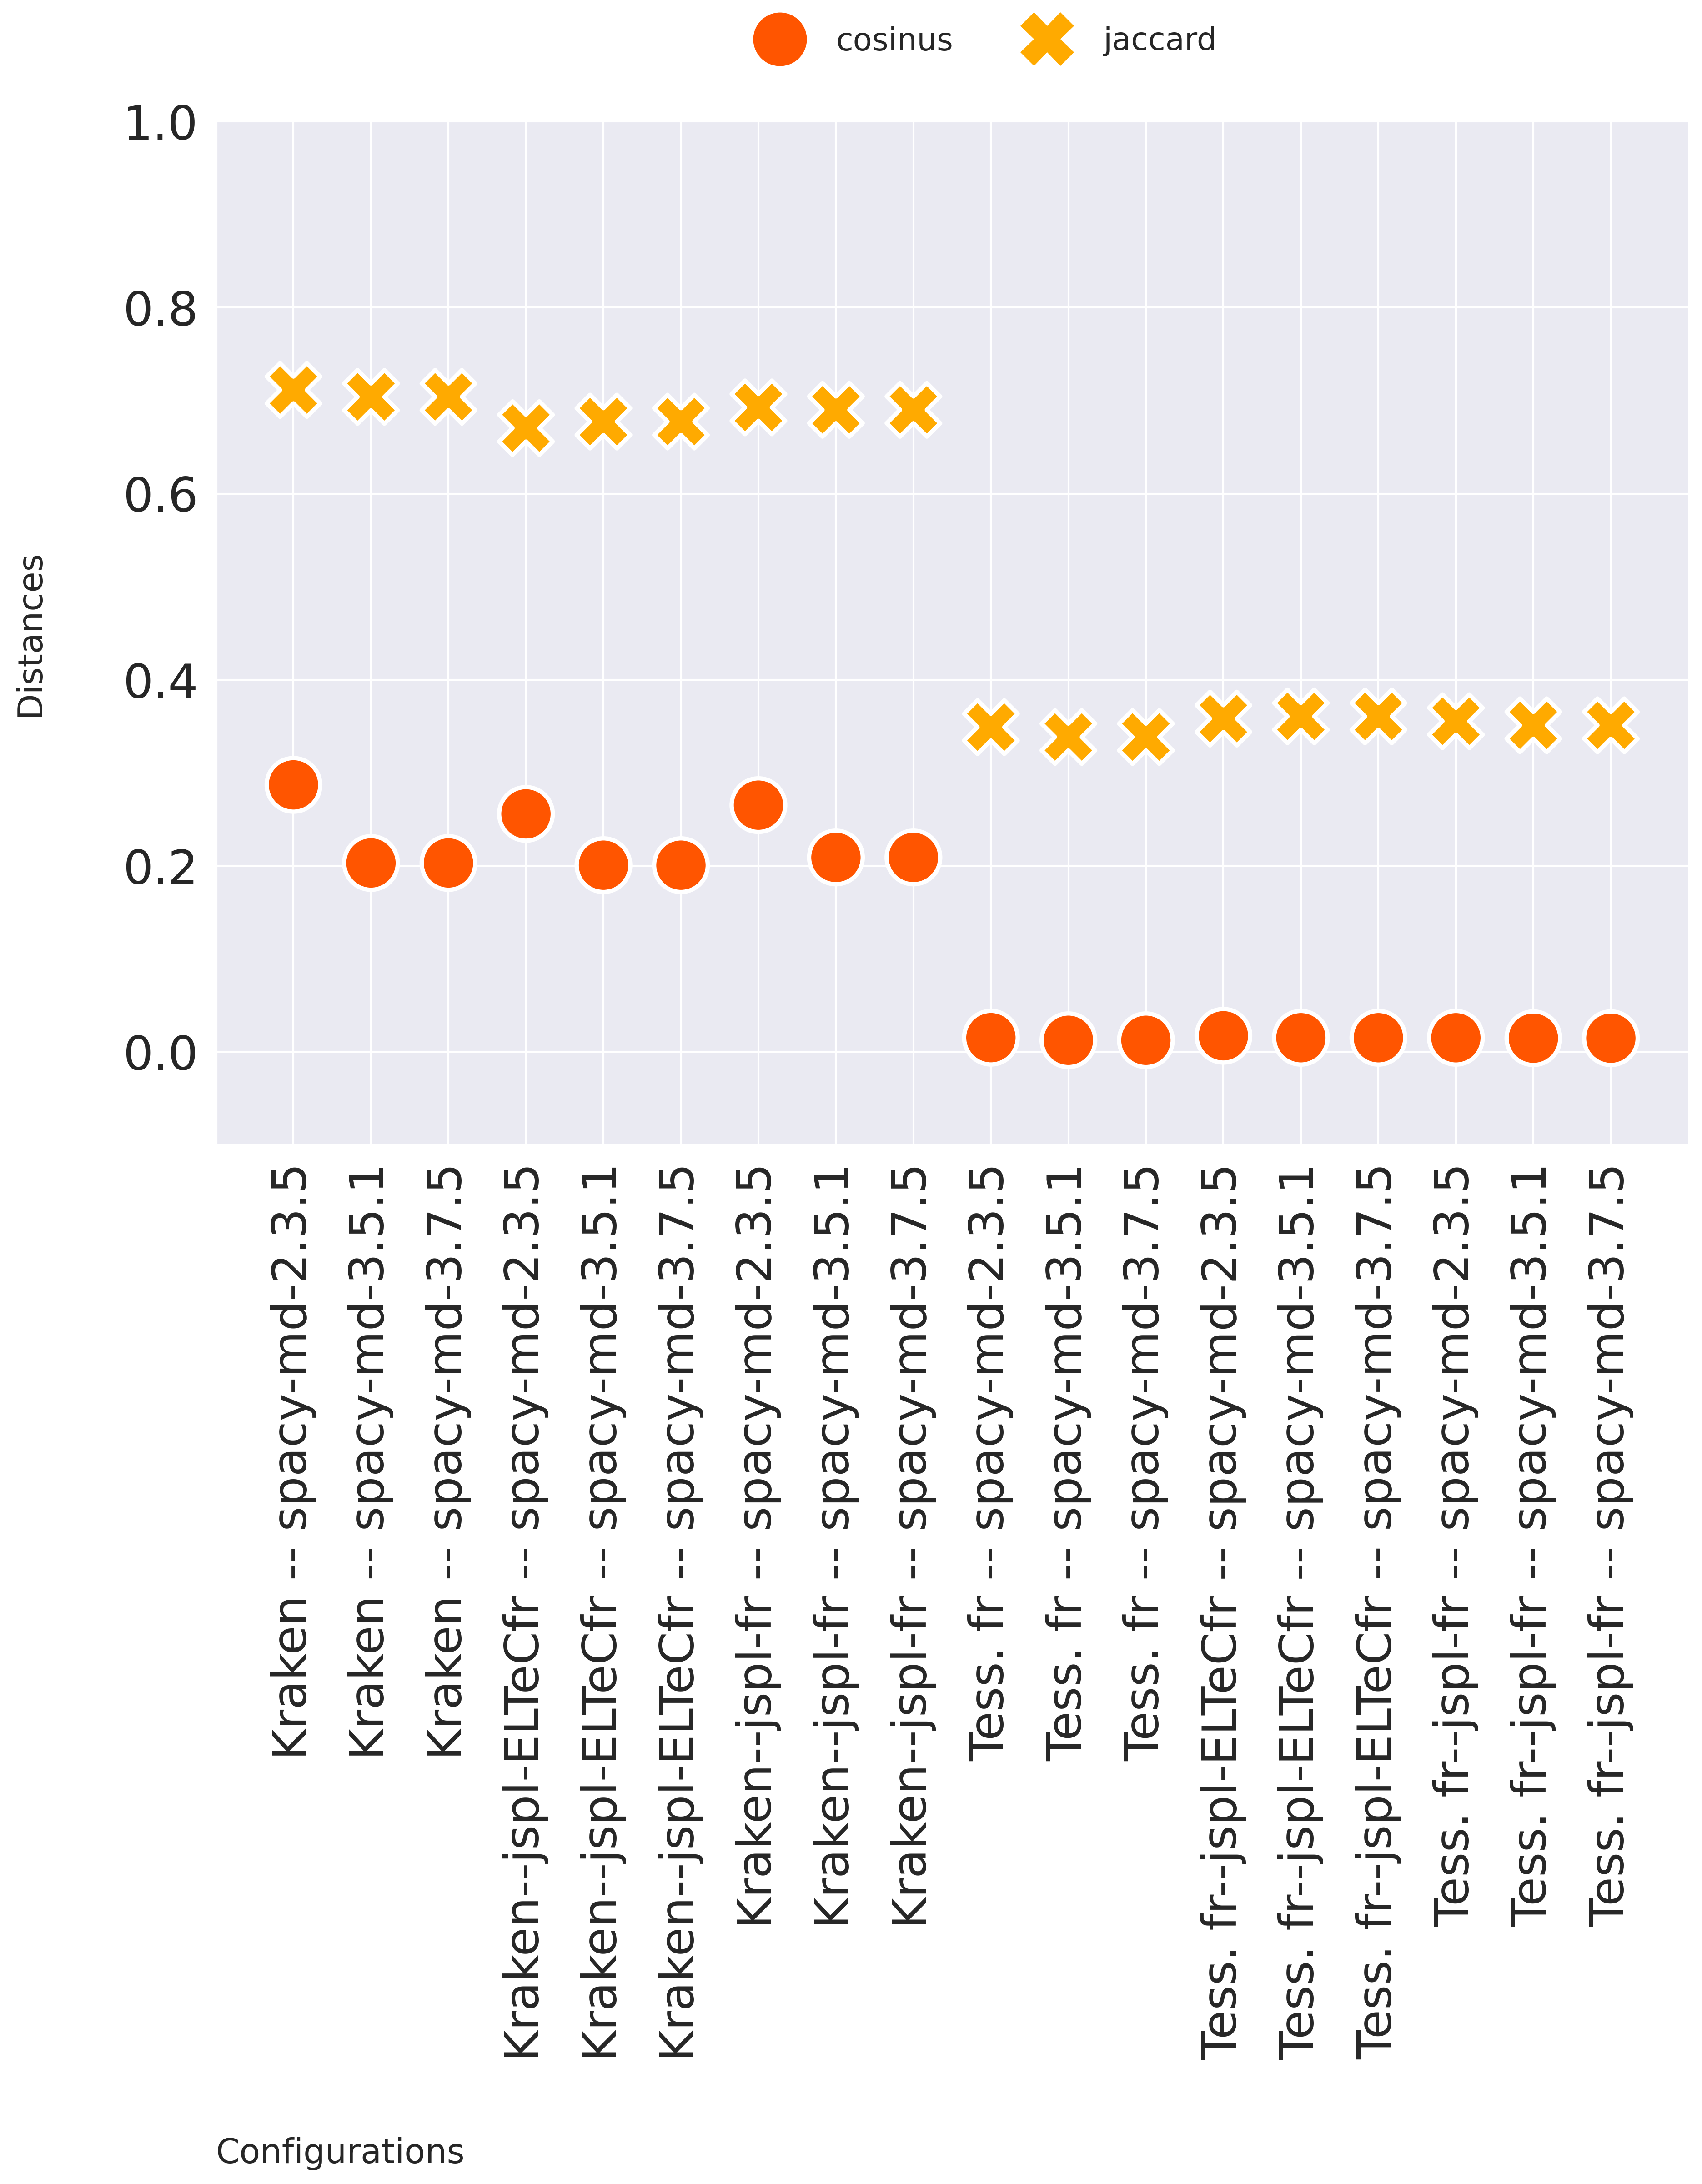 cosinus
jaccard
1.0
0.8
0.6
0.4
0.2
0.0
Distances
Kraken -- spacy-md-2.3.5
Kraken -- spacy-md-3.5.1
Kraken -- spacy-md-3.7.5
Kraken--jspl-ELTeCfr -- spacy-md-2.3.5
Kraken--jspl-ELTeCfr -- spacy-md-3.5.1
Kraken--jspl-ELTeCfr -- spacy-md-3.7.5
Kraken--jspl-fr -- spacy-md-2.3.5
Kraken--jspl-fr -- spacy-md-3.5.1
Kraken--jspl-fr -- spacy-md-3.7.5
Tess. fr -- spacy-md-2.3.5
Tess. fr -- spacy-md-3.5.1
Tess. fr -- spacy-md-3.7.5
Tess. fr--jspl-ELTeCfr -- spacy-md-2.3.5
Tess. fr--jspl-ELTeCfr -- spacy-md-3.5.1
Tess. fr--jspl-ELTeCfr -- spacy-md-3.7.5
Tess. fr--jspl-fr -- spacy-md-2.3.5
Tess. fr--jspl-fr -- spacy-md-3.5.1
Tess. fr--jspl-fr -- spacy-md-3.7.5
Configurations